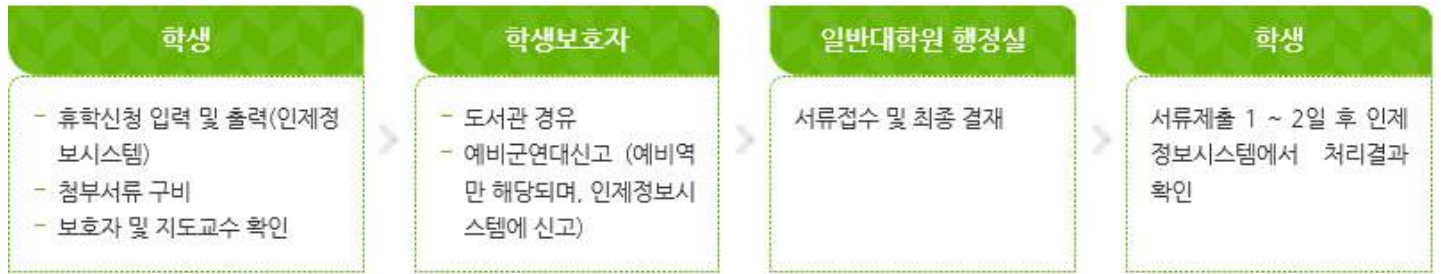 학생
- 휴학신청 입력 및 출력(인제정
보시스템)
- 첨부서류 구비
- 보호자 및 지도교수 확인
학생보호자
- 도서관 경유
- 예비군연대신고 (예비역
만 해당되며, 인제정보시
스템에 신고)
일반대학원 행정실
서류접수 및 최종 결재
학생
서류제출 1 ~ 2일 후 인제
정보시스템에서 처리결과
확인